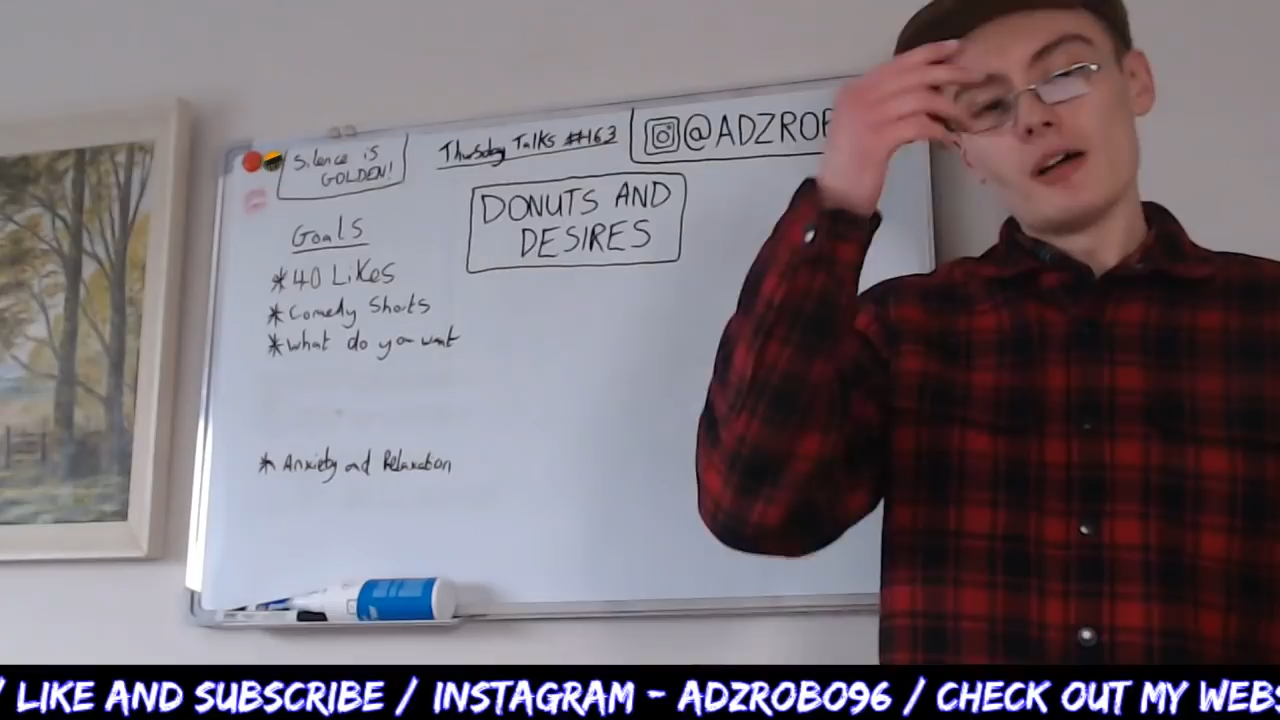 Silence is
GOLDEN!
Thursday Talks #163
@ADZROB
DONUTS AND
DESIRES
Goals
* 40 Likes
* Comedy Shorts
* What do you want
* Anxiety and Relaxation
/ LIKE AND SUBSCRIBE / INSTAGRAM - ADZROBO96 / CHECK OUT MY WEBS